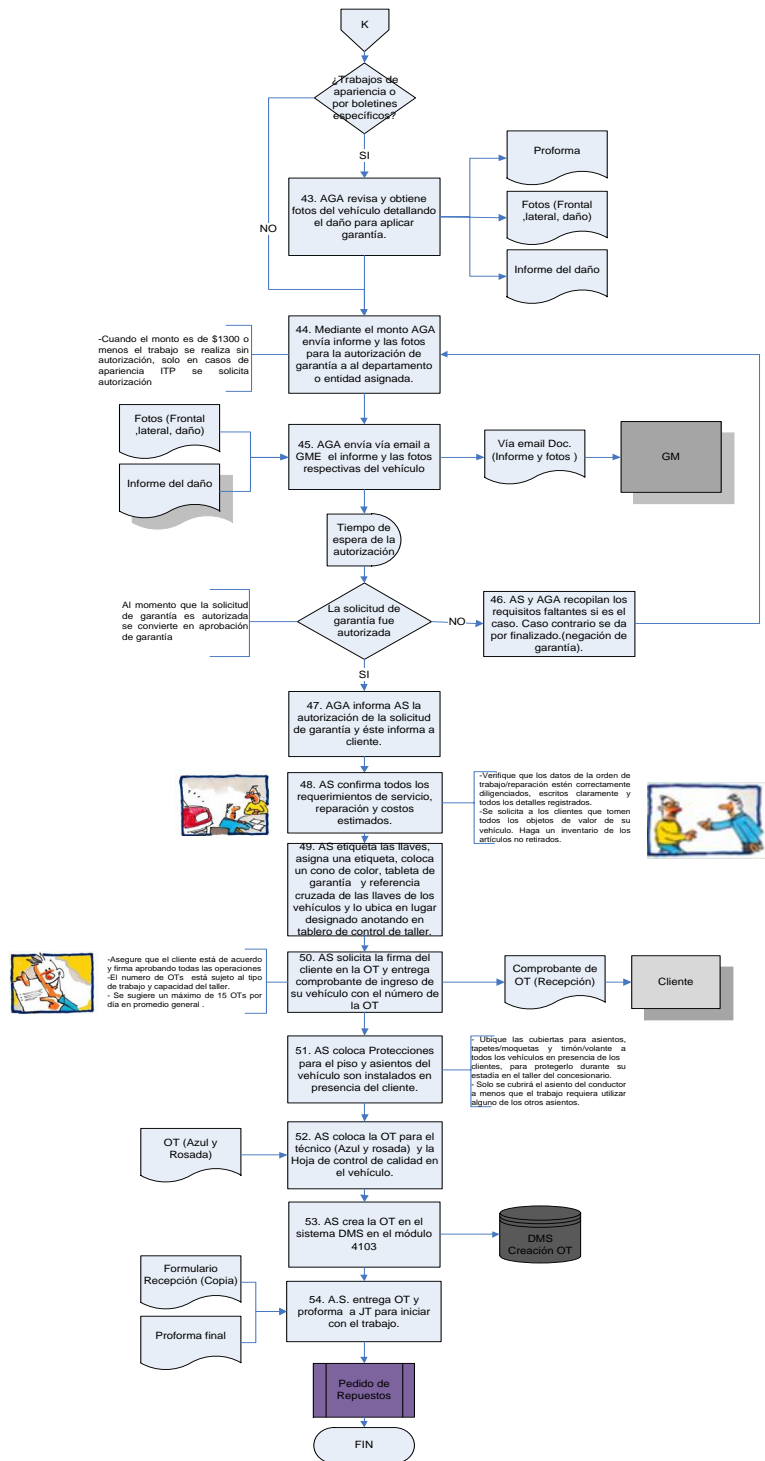 K
¿Trabajos de
apariencia o
por boletines
específicos?
SI
NO
43. AGA revisa y obtiene
fotos del vehículo detallando
el daño para aplicar
garantía.
Proforma
Fotos (Frontal
,lateral, daño)
Informe del daño
44. Mediante el monto AGA
envía informe y las fotos
para la autorización de
garantía a al departamento
o entidad asignada.
-Cuando el monto es de $1300 o
menos el trabajo se realiza sin
autorización, solo en casos de
apariencia ITP se solicita
autorización
Fotos (Frontal
,lateral, daño)
Informe del daño
45. AGA envía vía email a
GME el informe y las fotos
respectivas del vehículo
Vía email Doc.
(Informe y fotos )
GM
Tiempo de
espera de la
autorización
Al momento que la solicitud
de garantía es autorizada
se convierte en aprobación
de garantía
La solicitud de
garantía fue
autorizada
NO
46. AS y AGA recopilan los
requisitos faltantes si es el
caso. Caso contrario se da
por finalizado.(negación de
garantía).
SI
47. AGA informa AS la
autorización de la solicitud
de garantía y éste informa a
cliente.
48. AS confirma todos los
requerimientos de servicio,
reparación y costos
estimados.
-Verifique que los datos de la orden de
trabajo/reparación estén correctamente
diligenciados, escritos claramente y
todos los detalles registrados.
-Se solicita a los clientes que tomen
todos los objetos de valor de su
vehículo. Haga un inventario de los
artículos no retirados.
49. AS etiqueta las llaves,
asigna una etiqueta, coloca
un cono de color, tableta de
garantía y referencia
cruzada de las llaves de los
vehículos y lo ubica en lugar
designado anotando en
tablero de control de taller.
-Asegure que el cliente está de acuerdo
y firma aprobando todas las operaciones
-El numero de OTs está sujeto al tipo
de trabajo y capacidad del taller.
- Se sugiere un máximo de 15 OTs por
día en promedio general .
50. AS solicita la firma del
cliente en la OT y entrega
comprobante de ingreso de
su vehículo con el número de
la OT
Comprobante de
OT (Recepción)
Cliente
51. AS coloca Protecciones
para el piso y asientos del
vehículo son instalados en
presencia del cliente.
- Ubique las cubiertas para asientos,
tapetes/moquetas y timón/volante a
todos los vehículos en presencia de los
clientes, para protegerlo durante su
estadía en el taller del concesionario.
- Solo se cubrirá el asiento del conductor
a menos que el trabajo requiera utilizar
alguno de los otros asientos.
OT (Azul y
Rosada)
52. AS coloca la OT para el
técnico (Azul y rosada) y la
Hoja de control de calidad en
el vehículo.
53. AS crea la OT en el
sistema DMS en el módulo
4103
DMS
Creación OT
Formulario
Recepción (Copia)
Proforma final
54. A.S. entrega OT y
proforma a JT para iniciar
con el trabajo.
Pedido de
Repuestos
FIN